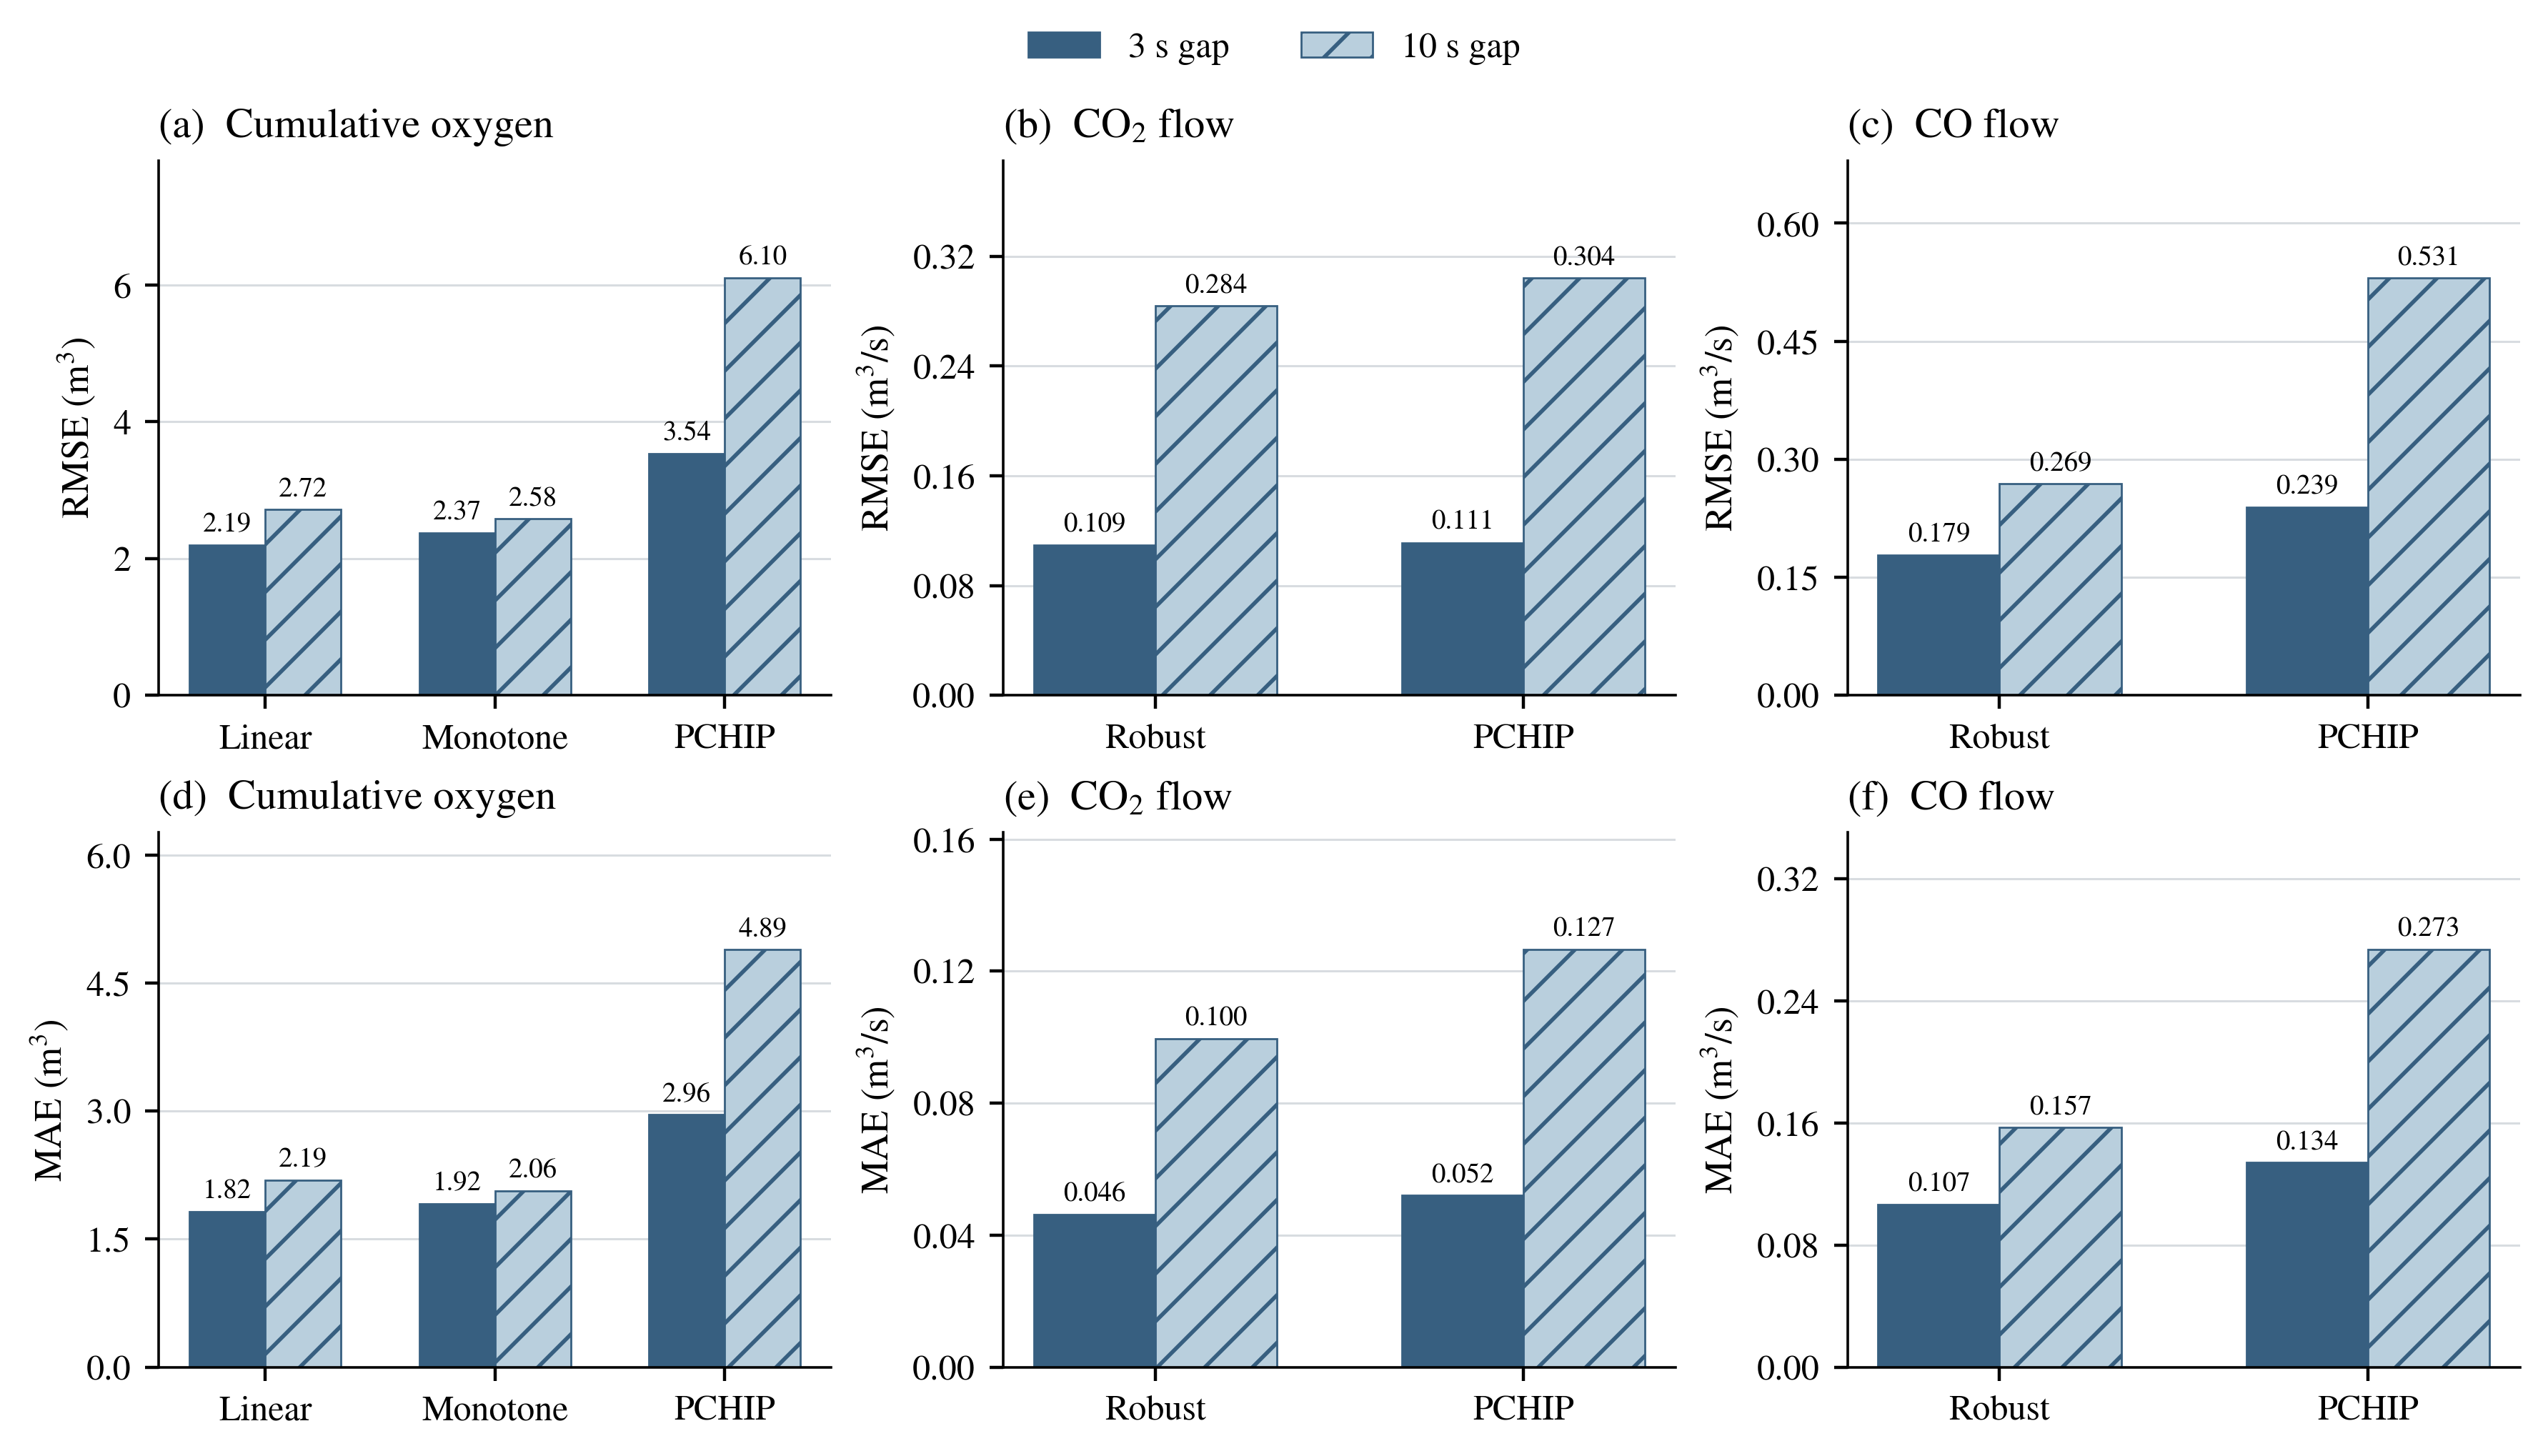 3 s gap
10 s gap
(a) Cumulative oxygen
RMSE (m³)
6
4
2
0
2.19
2.72
2.37
2.58
3.54
6.10
Linear
Monotone
PCHIP
(b) CO₂ flow
RMSE (m³/s)
0.32
0.24
0.16
0.08
0.00
0.109
0.284
0.111
0.304
Robust
PCHIP
(c) CO flow
RMSE (m³/s)
0.60
0.45
0.30
0.15
0.00
0.179
0.269
0.239
0.531
Robust
PCHIP
(d) Cumulative oxygen
MAE (m³)
6.0
4.5
3.0
1.5
0.0
1.82
2.19
1.92
2.06
2.96
4.89
Linear
Monotone
PCHIP
(e) CO₂ flow
MAE (m³/s)
0.16
0.12
0.08
0.04
0.00
0.046
0.100
0.052
0.127
Robust
PCHIP
(f) CO flow
MAE (m³/s)
0.32
0.24
0.16
0.08
0.00
0.107
0.157
0.134
0.273
Robust
PCHIP